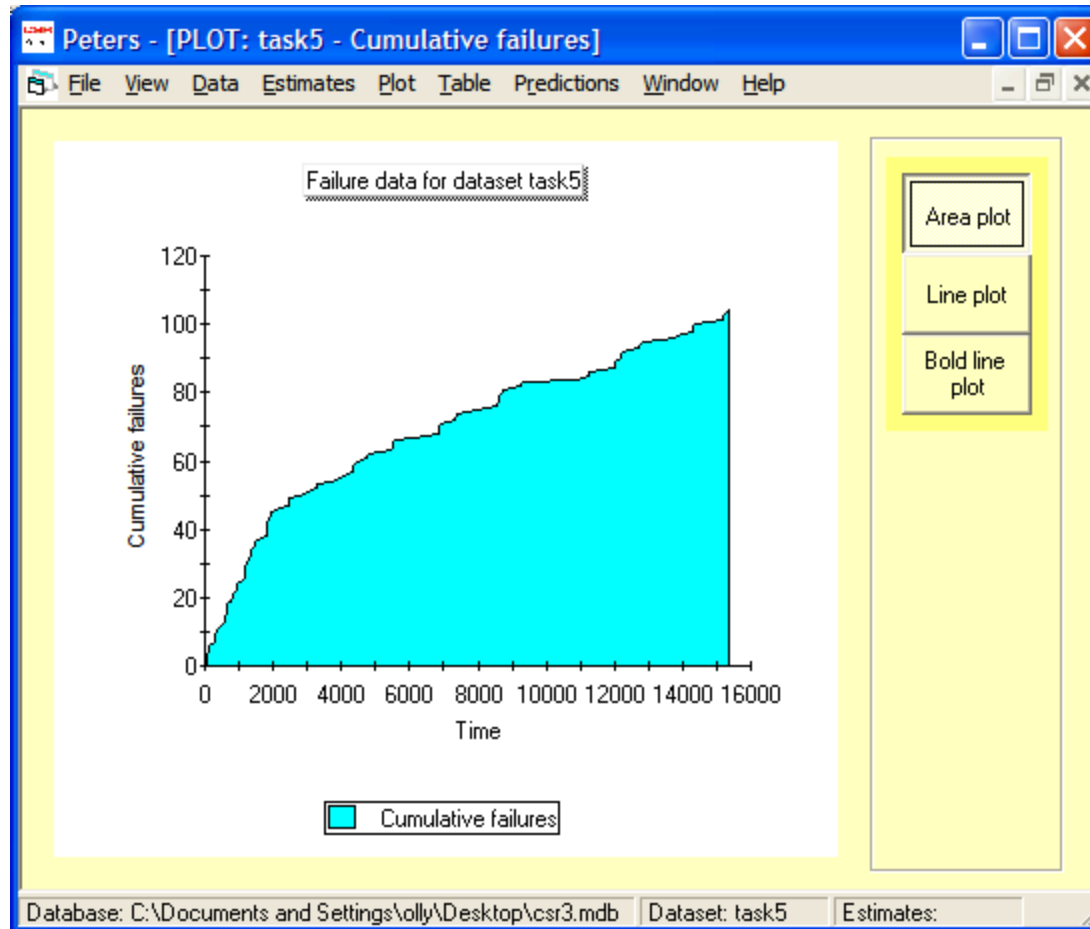 Peters - [PLOT: task5 - Cumulative failures]
File View Data Estimates Plot Table Predictions Window Help
Failure data for dataset task5
Area plot
Line plot
Bold line
plot
Cumulative failures
120
100
80
60
40
20
0
0 2000 4000 6000 8000 10000 12000 14000 16000
Time
Cumulative failures
Database: C:\Documents and Settings\olly\Desktop\csr3.mdb Dataset: task5 Estimates: